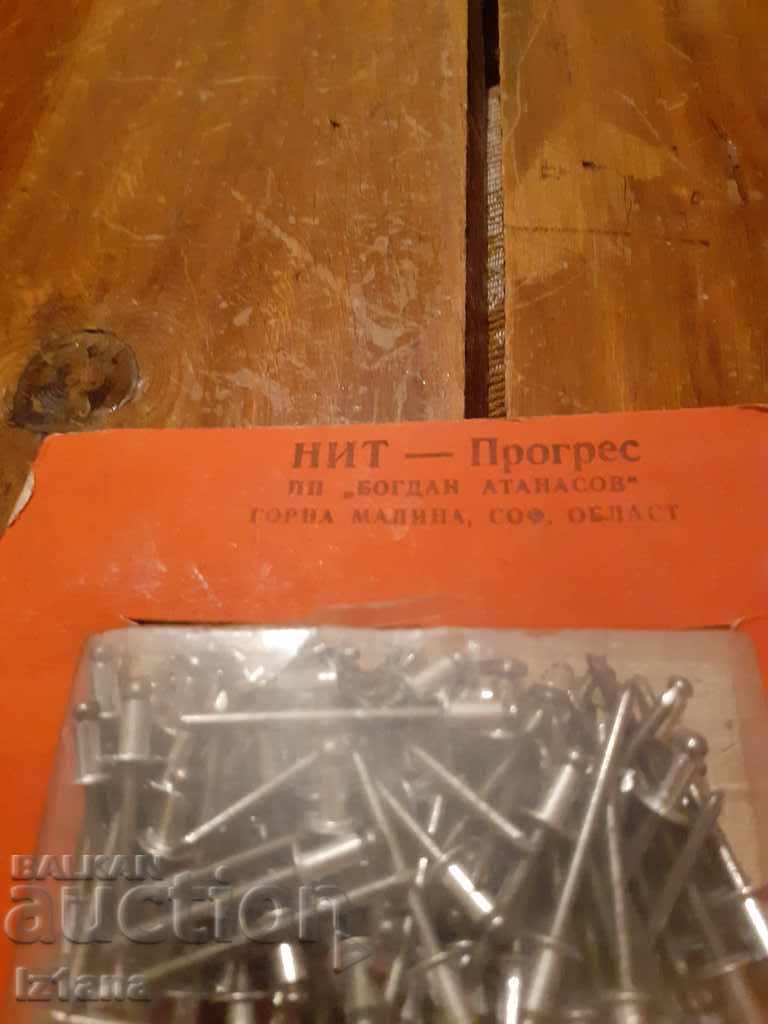 НИТ — Прогрес
ПП „БОГДАН АТАНАСОВ"
ГОРНА МАЛИНА, СОФ. ОБЛАСТ
BALKAN
auction
iz1ana